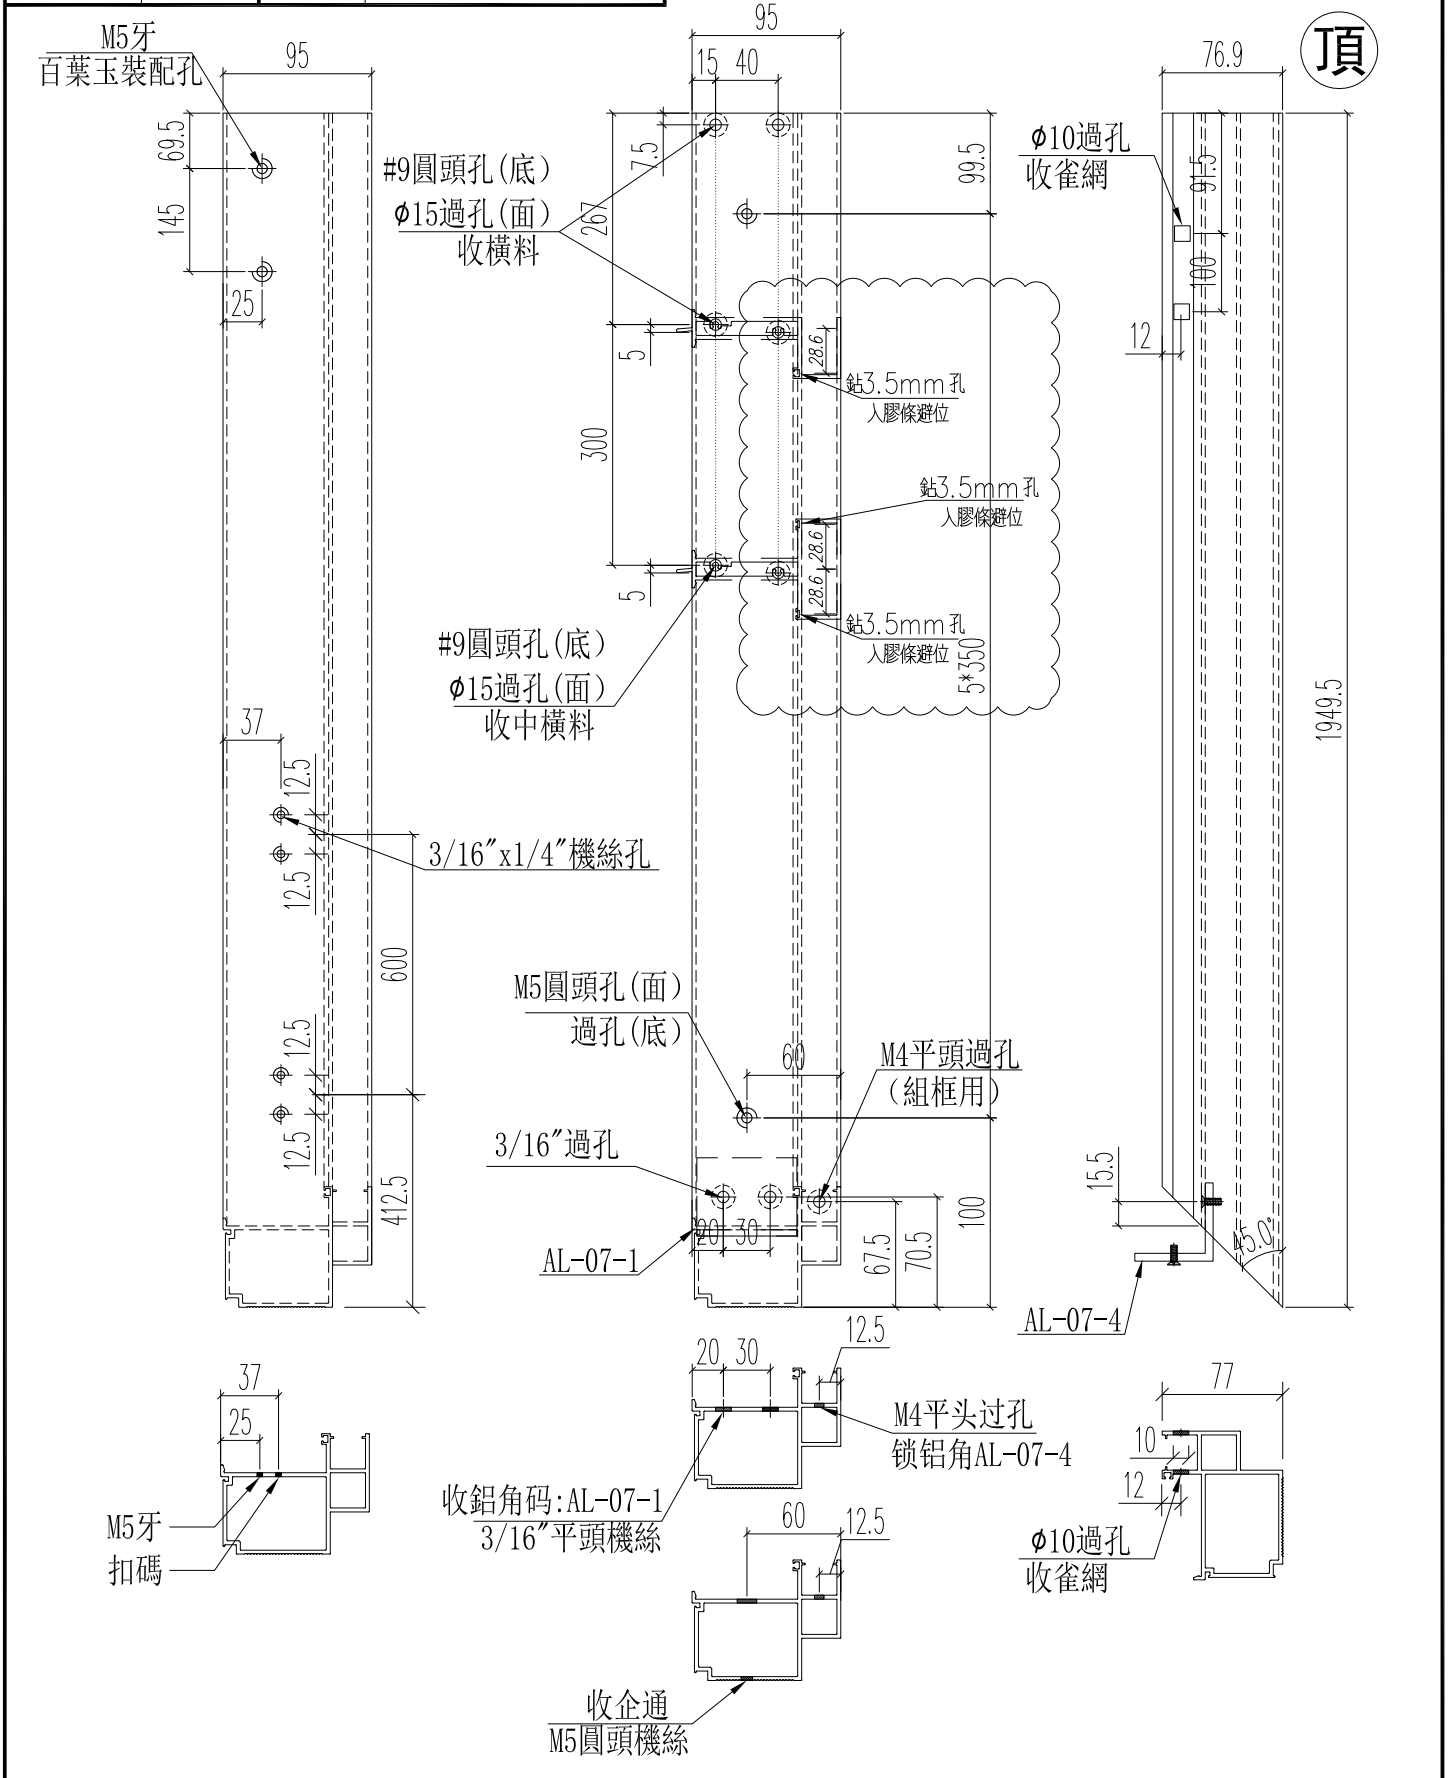 頂
M5牙
百葉玉裝配孔
95
69.5
145
25
37
12.5
12.5
3/16"x1/4"機絲孔
600
12.5
12.5
412.5
95
15
40
7.5
267
99.5
#9圓頭孔(底)
ϕ15過孔(面)
收橫料
5
28.6
鉆3.5mm孔
入膠條避位
300
鉆3.5mm孔
入膠條避位
28.6
28.6
5
鉆3.5mm孔
入膠條避位
5*350
#9圓頭孔(底)
ϕ15過孔(面)
收中橫料
M5圓頭孔(面)
過孔(底)
60
M4平頭過孔
(組框用)
3/16"過孔
20
30
AL-07-1
67.5
70.5
100
76.9
ϕ10過孔
收雀網
91.5
100
12
1949.5
15.5
45.0°
AL-07-4
37
25
M5牙
扣碼
20
30
12.5
M4平头过孔
锁铝角AL-07-4
收鋁角码:AL-07-1
3/16"平頭機絲
60
12.5
收企通
M5圓頭機絲
77
10
12
ϕ10過孔
收雀網